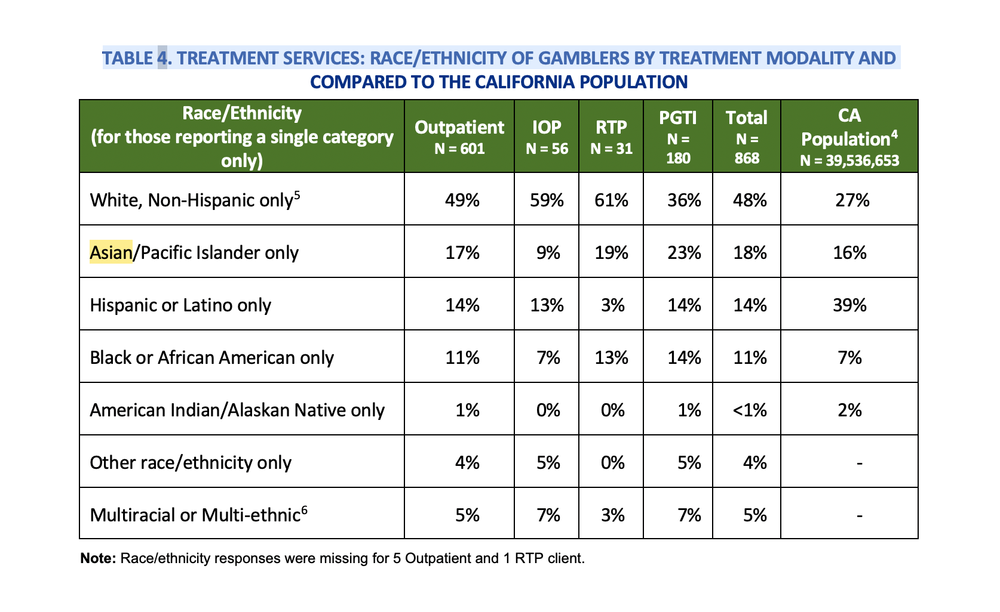 TABLE 4. TREATMENT SERVICES: RACE/ETHNICITY OF GAMBLERS BY TREATMENT MODALITY AND
COMPARED TO THE CALIFORNIA POPULATION
Race/Ethnicity
(for those reporting a single category
only)
Outpatient
N = 601
IOP
N = 56
RTP
N = 31
PGTI
N =
180
Total
N =
868
CA
Population4
N = 39,536,653
White, Non-Hispanic only5 49% 59% 61% 36% 48% 27%
Asian/Pacific Islander only 17% 9% 19% 23% 18% 16%
Hispanic or Latino only 14% 13% 3% 14% 14% 39%
Black or African American only 11% 7% 13% 14% 11% 7%
American Indian/Alaskan Native only 1% 0% 0% 1% <1% 2%
Other race/ethnicity only 4% 5% 0% 5% 4% -
Multiracial or Multi-ethnic6 5% 7% 3% 7% 5% -
Note: Race/ethnicity responses were missing for 5 Outpatient and 1 RTP client.